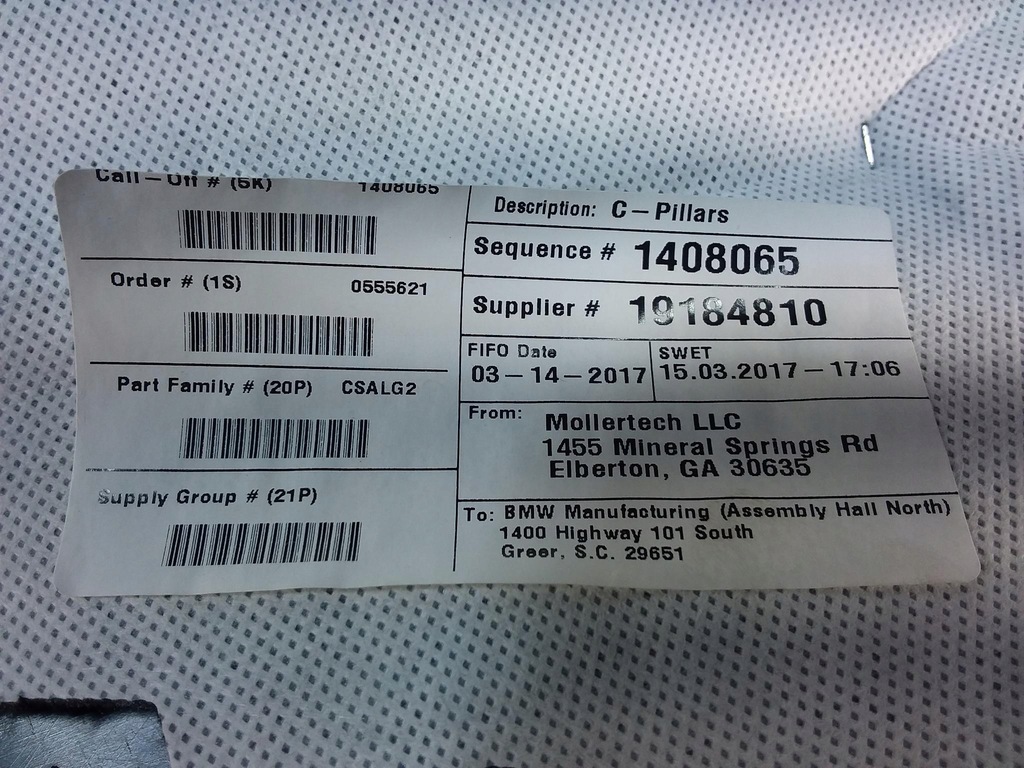 Call-Off # (5K) 1408065
Order # (1S) 0555621
Part Family # (20P) CSALG2
Supply Group # (21P)
Description: C-Pillars
Sequence # 1408065
Supplier # 19184810
FIFO Date
03-14-2017
SWET
15.03.2017-17:06
From: Mollertech LLC
1455 Mineral Springs Rd
Elberton, GA 30635
To: BMW Manufacturing (Assembly Hall North)
1400 Highway 101 South
Greer, S.C. 29651